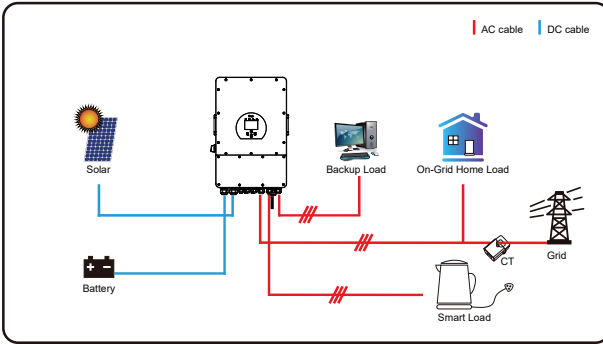 AC cable
DC cable
Solar
Backup Load
On-Grid Home Load
CT
Grid
Battery
Smart Load